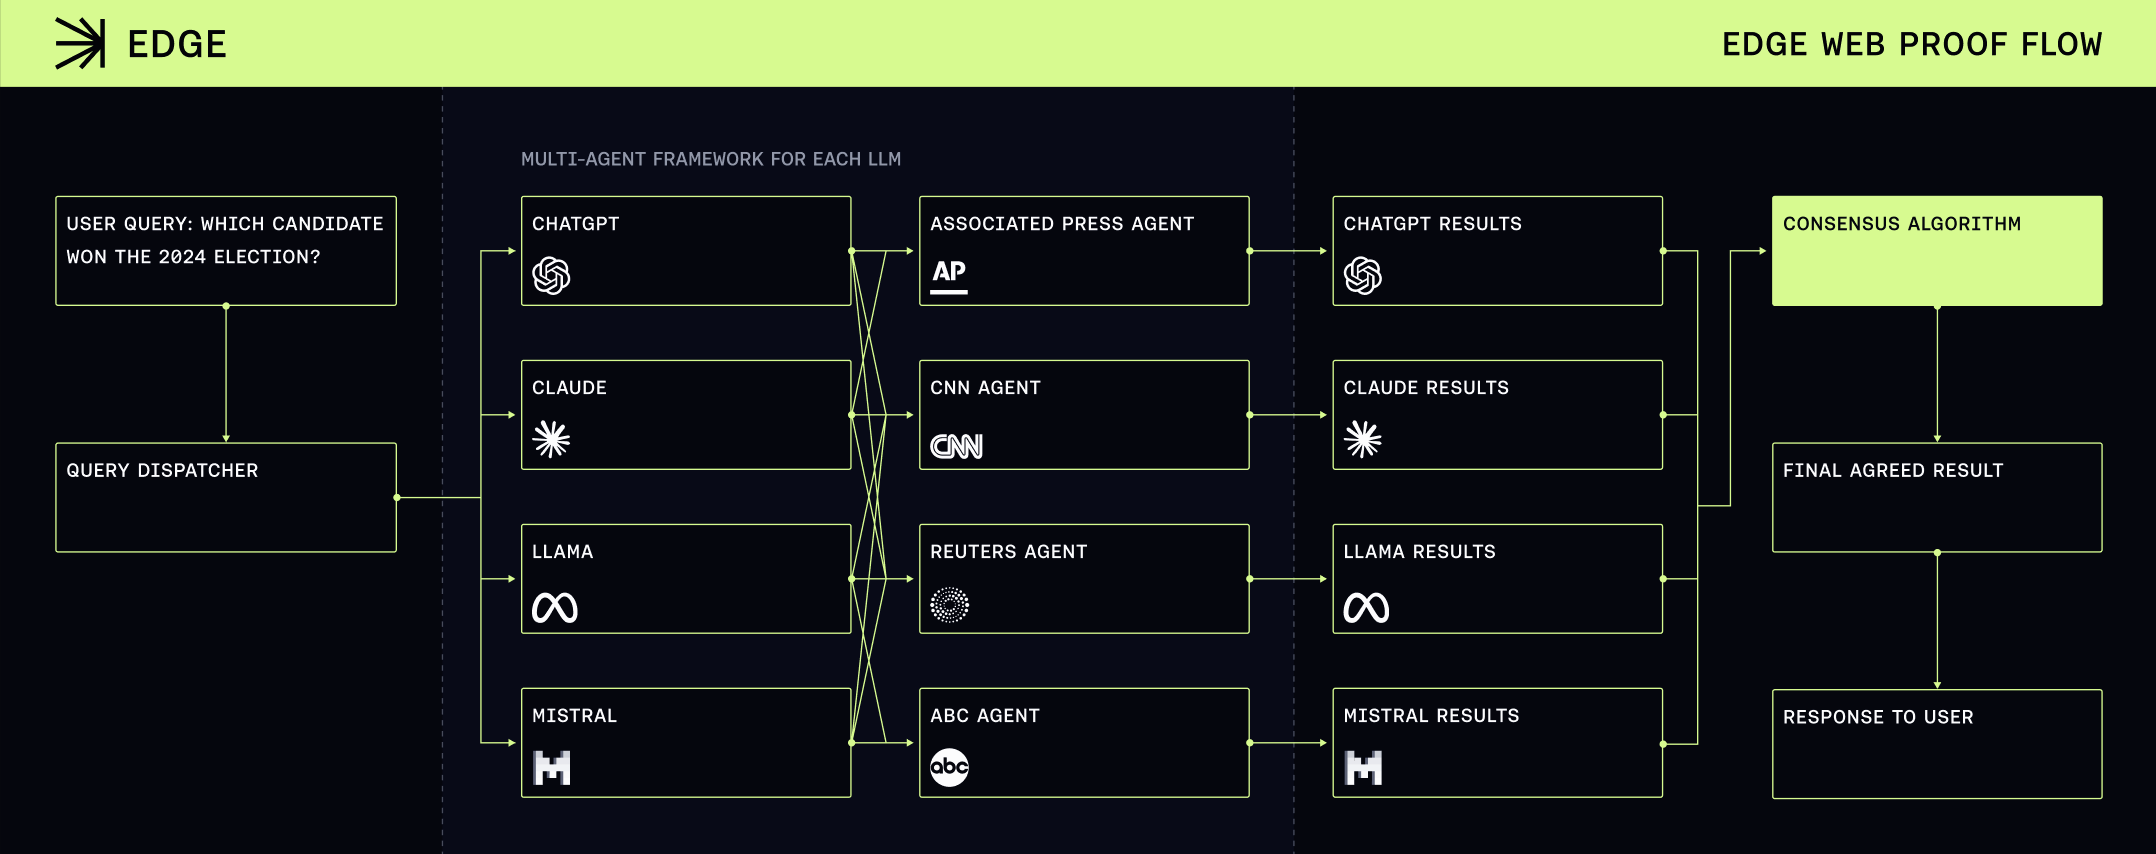 EDGE
EDGE WEB PROOF FLOW
MULTI-AGENT FRAMEWORK FOR EACH LLM
USER QUERY: WHICH CANDIDATE
WON THE 2024 ELECTION?
QUERY DISPATCHER
CHATGPT
CLAUDE
LLAMA
MISTRAL
ASSOCIATED PRESS AGENT
AP
CNN AGENT
CNN
REUTERS AGENT
ABC AGENT
abc
CHATGPT RESULTS
CLAUDE RESULTS
LLAMA RESULTS
MISTRAL RESULTS
CONSENSUS ALGORITHM
FINAL AGREED RESULT
RESPONSE TO USER